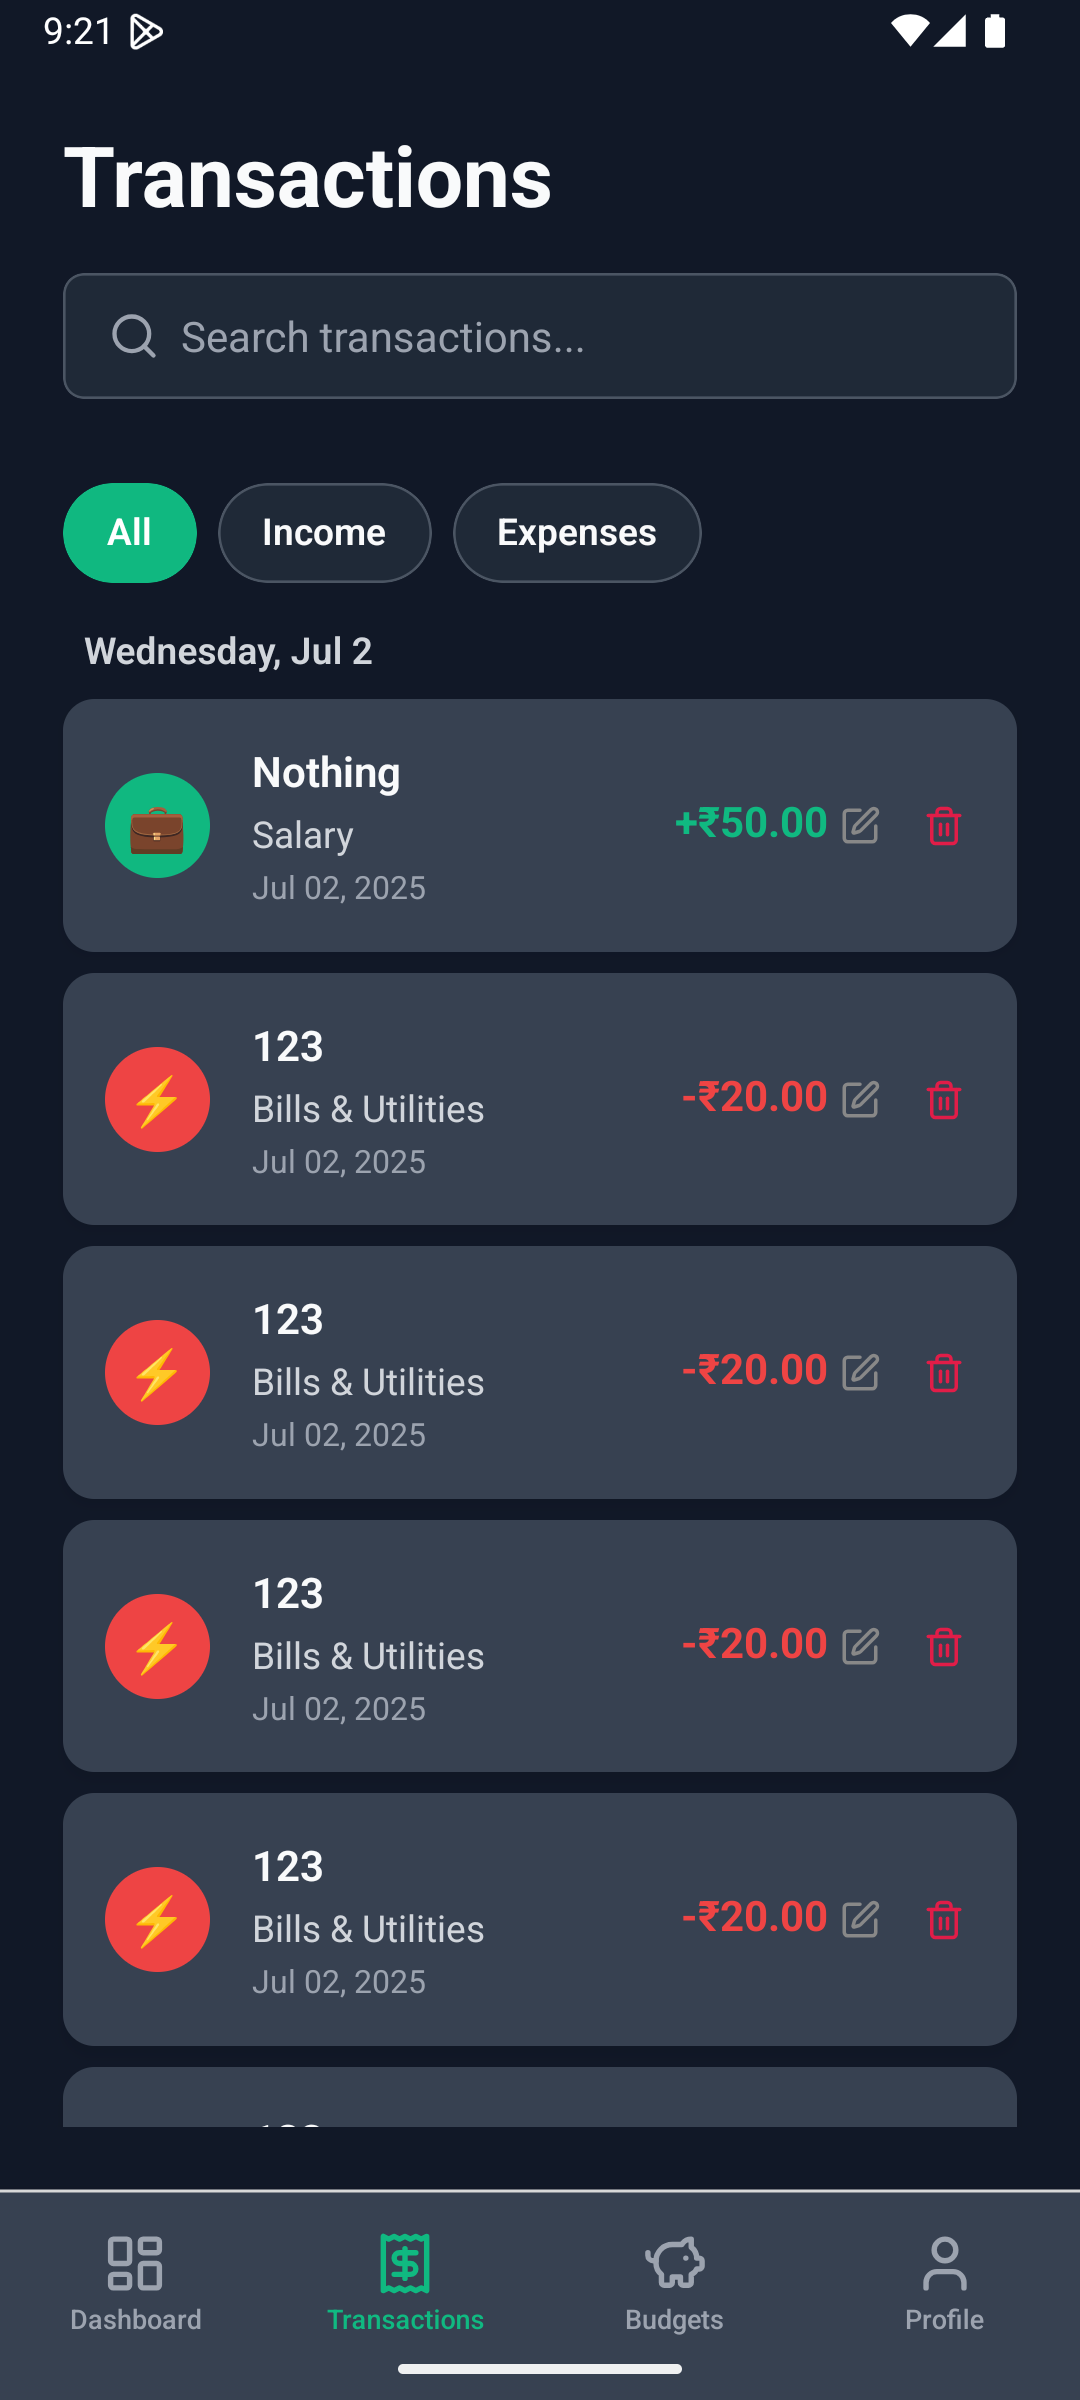 9:21
Transactions
Search transactions...
All
Income
Expenses
Wednesday, Jul 2
Nothing
Salary
Jul 02, 2025
+₹50.00
123
Bills & Utilities
Jul 02, 2025
-₹20.00
123
Bills & Utilities
Jul 02, 2025
-₹20.00
123
Bills & Utilities
Jul 02, 2025
-₹20.00
123
Bills & Utilities
Jul 02, 2025
-₹20.00
Dashboard
Transactions
Budgets
Profile